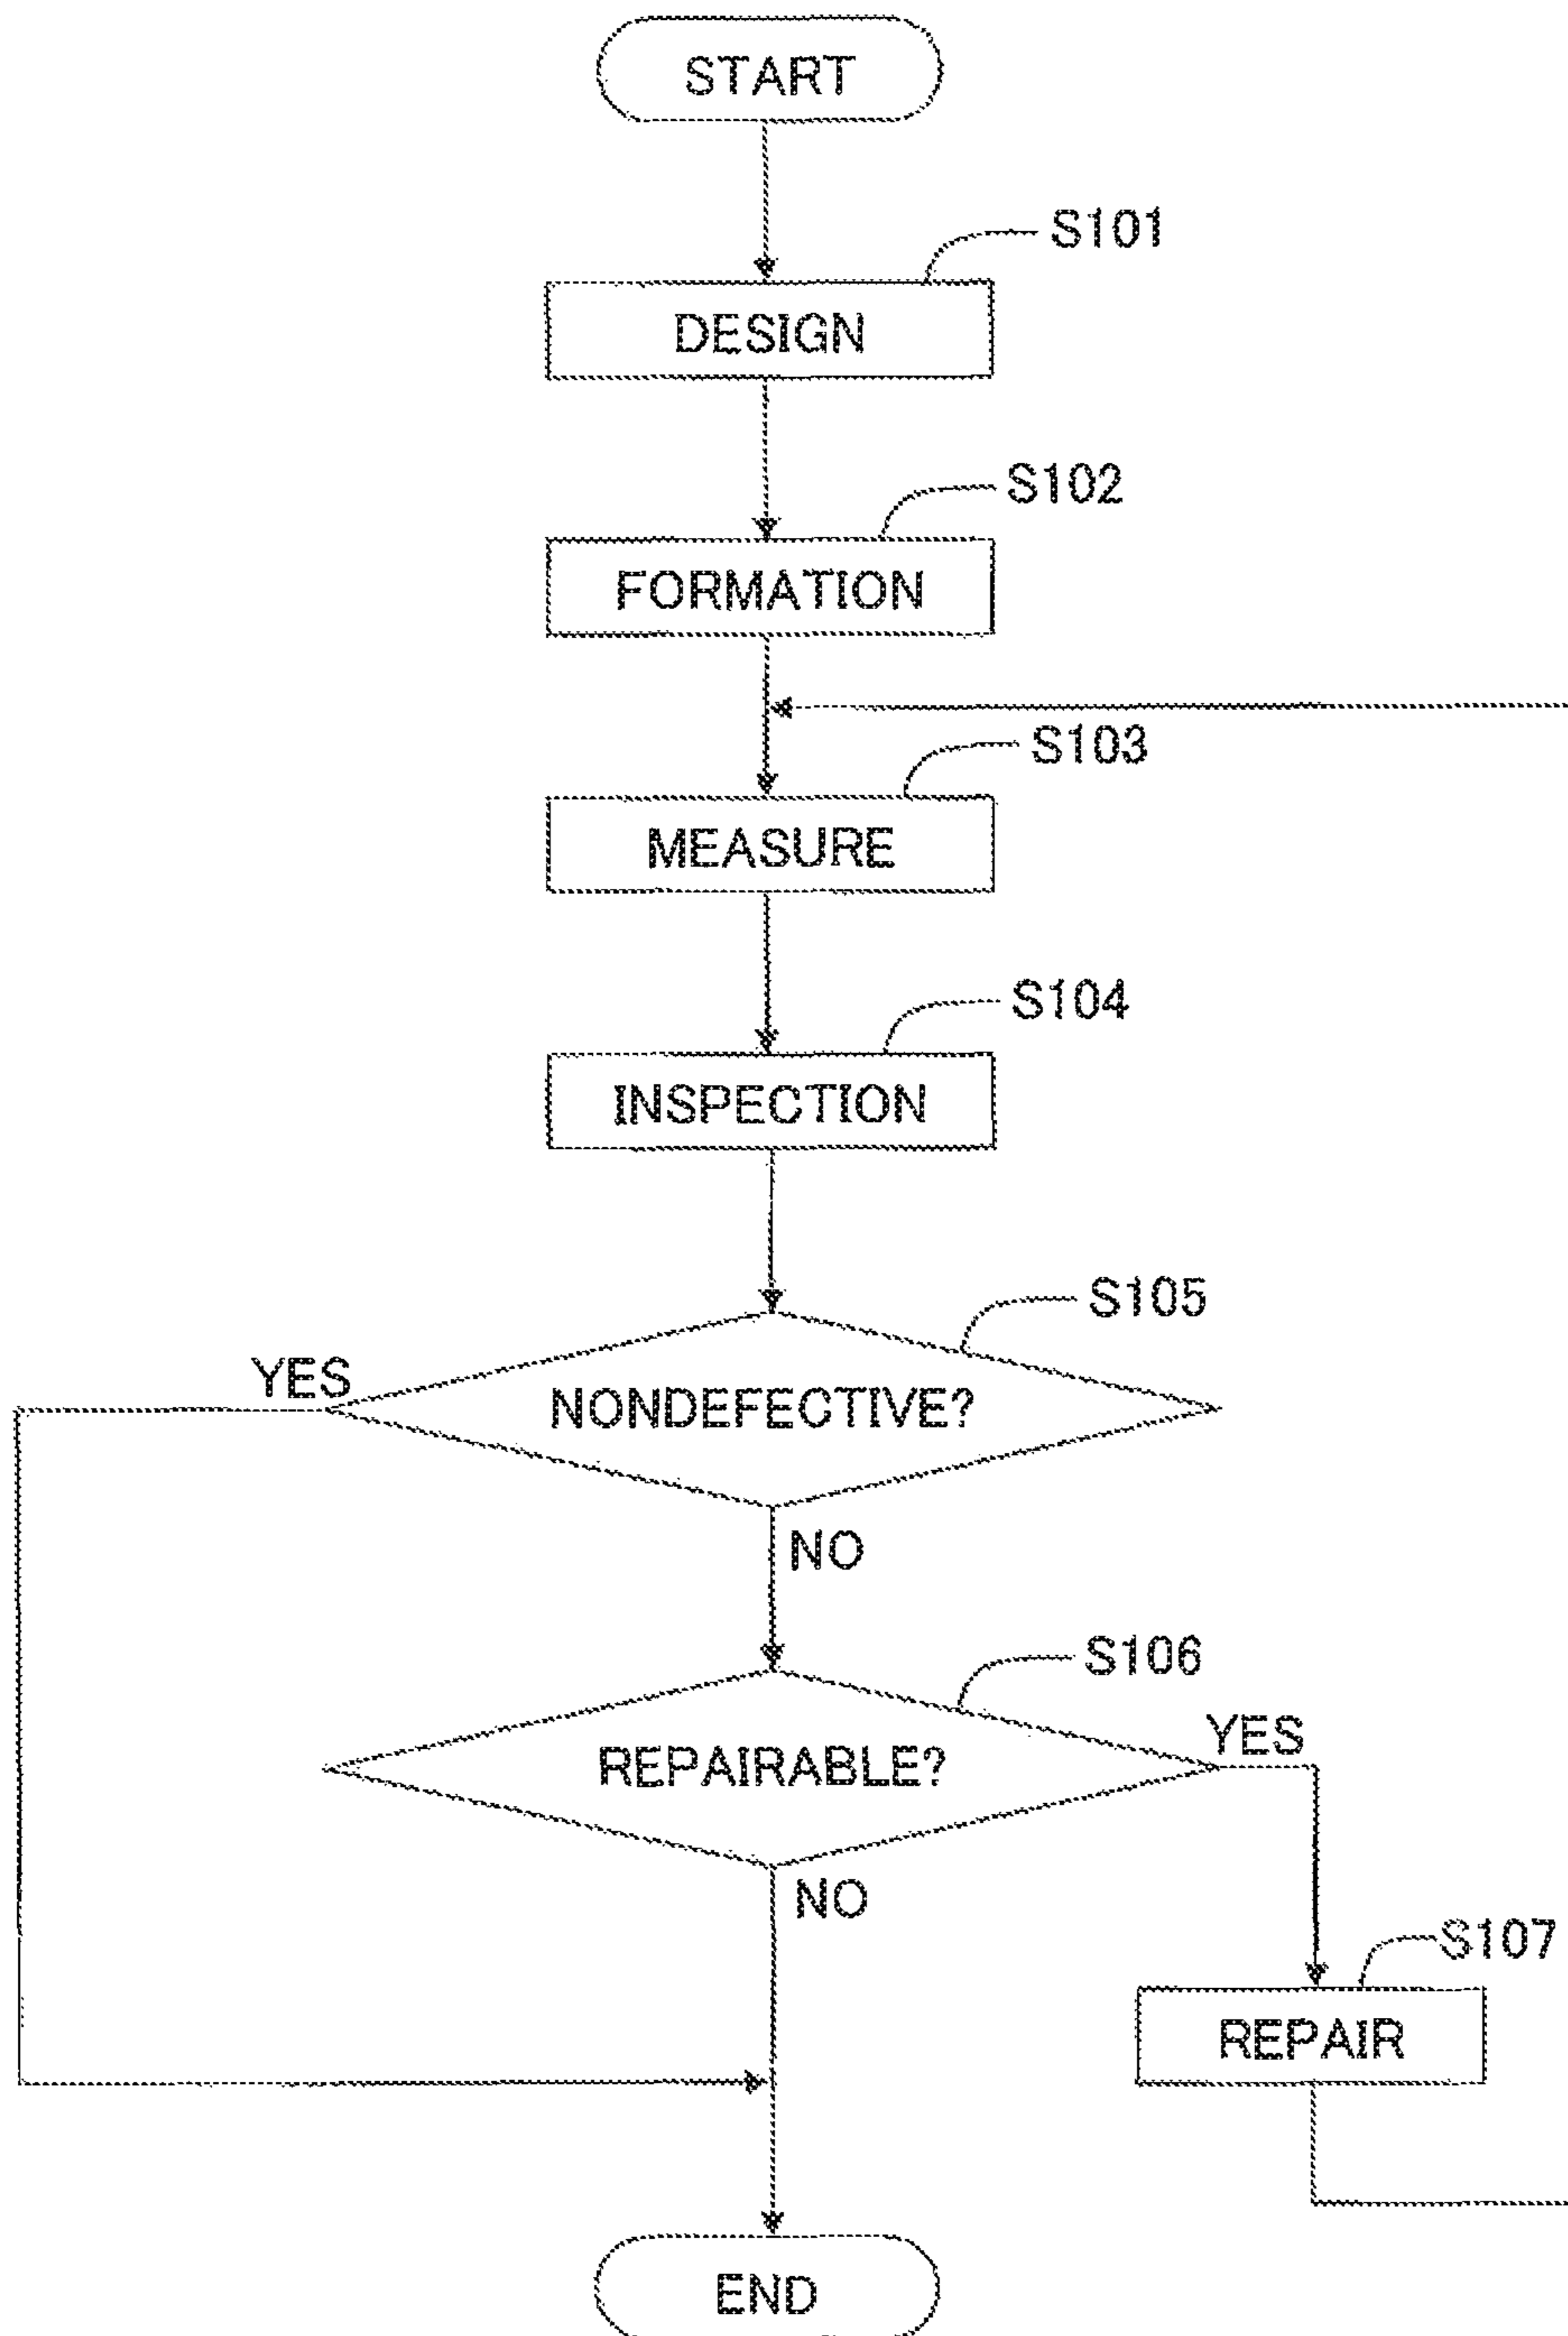 START
S101
DESIGN
S102
FORMATION
S103
MEASURE
S104
INSPECTION
S105
YES
NONDEFECTIVE?
NO
S106
YES
REPAIRABLE?
NO
S107
REPAIR
END